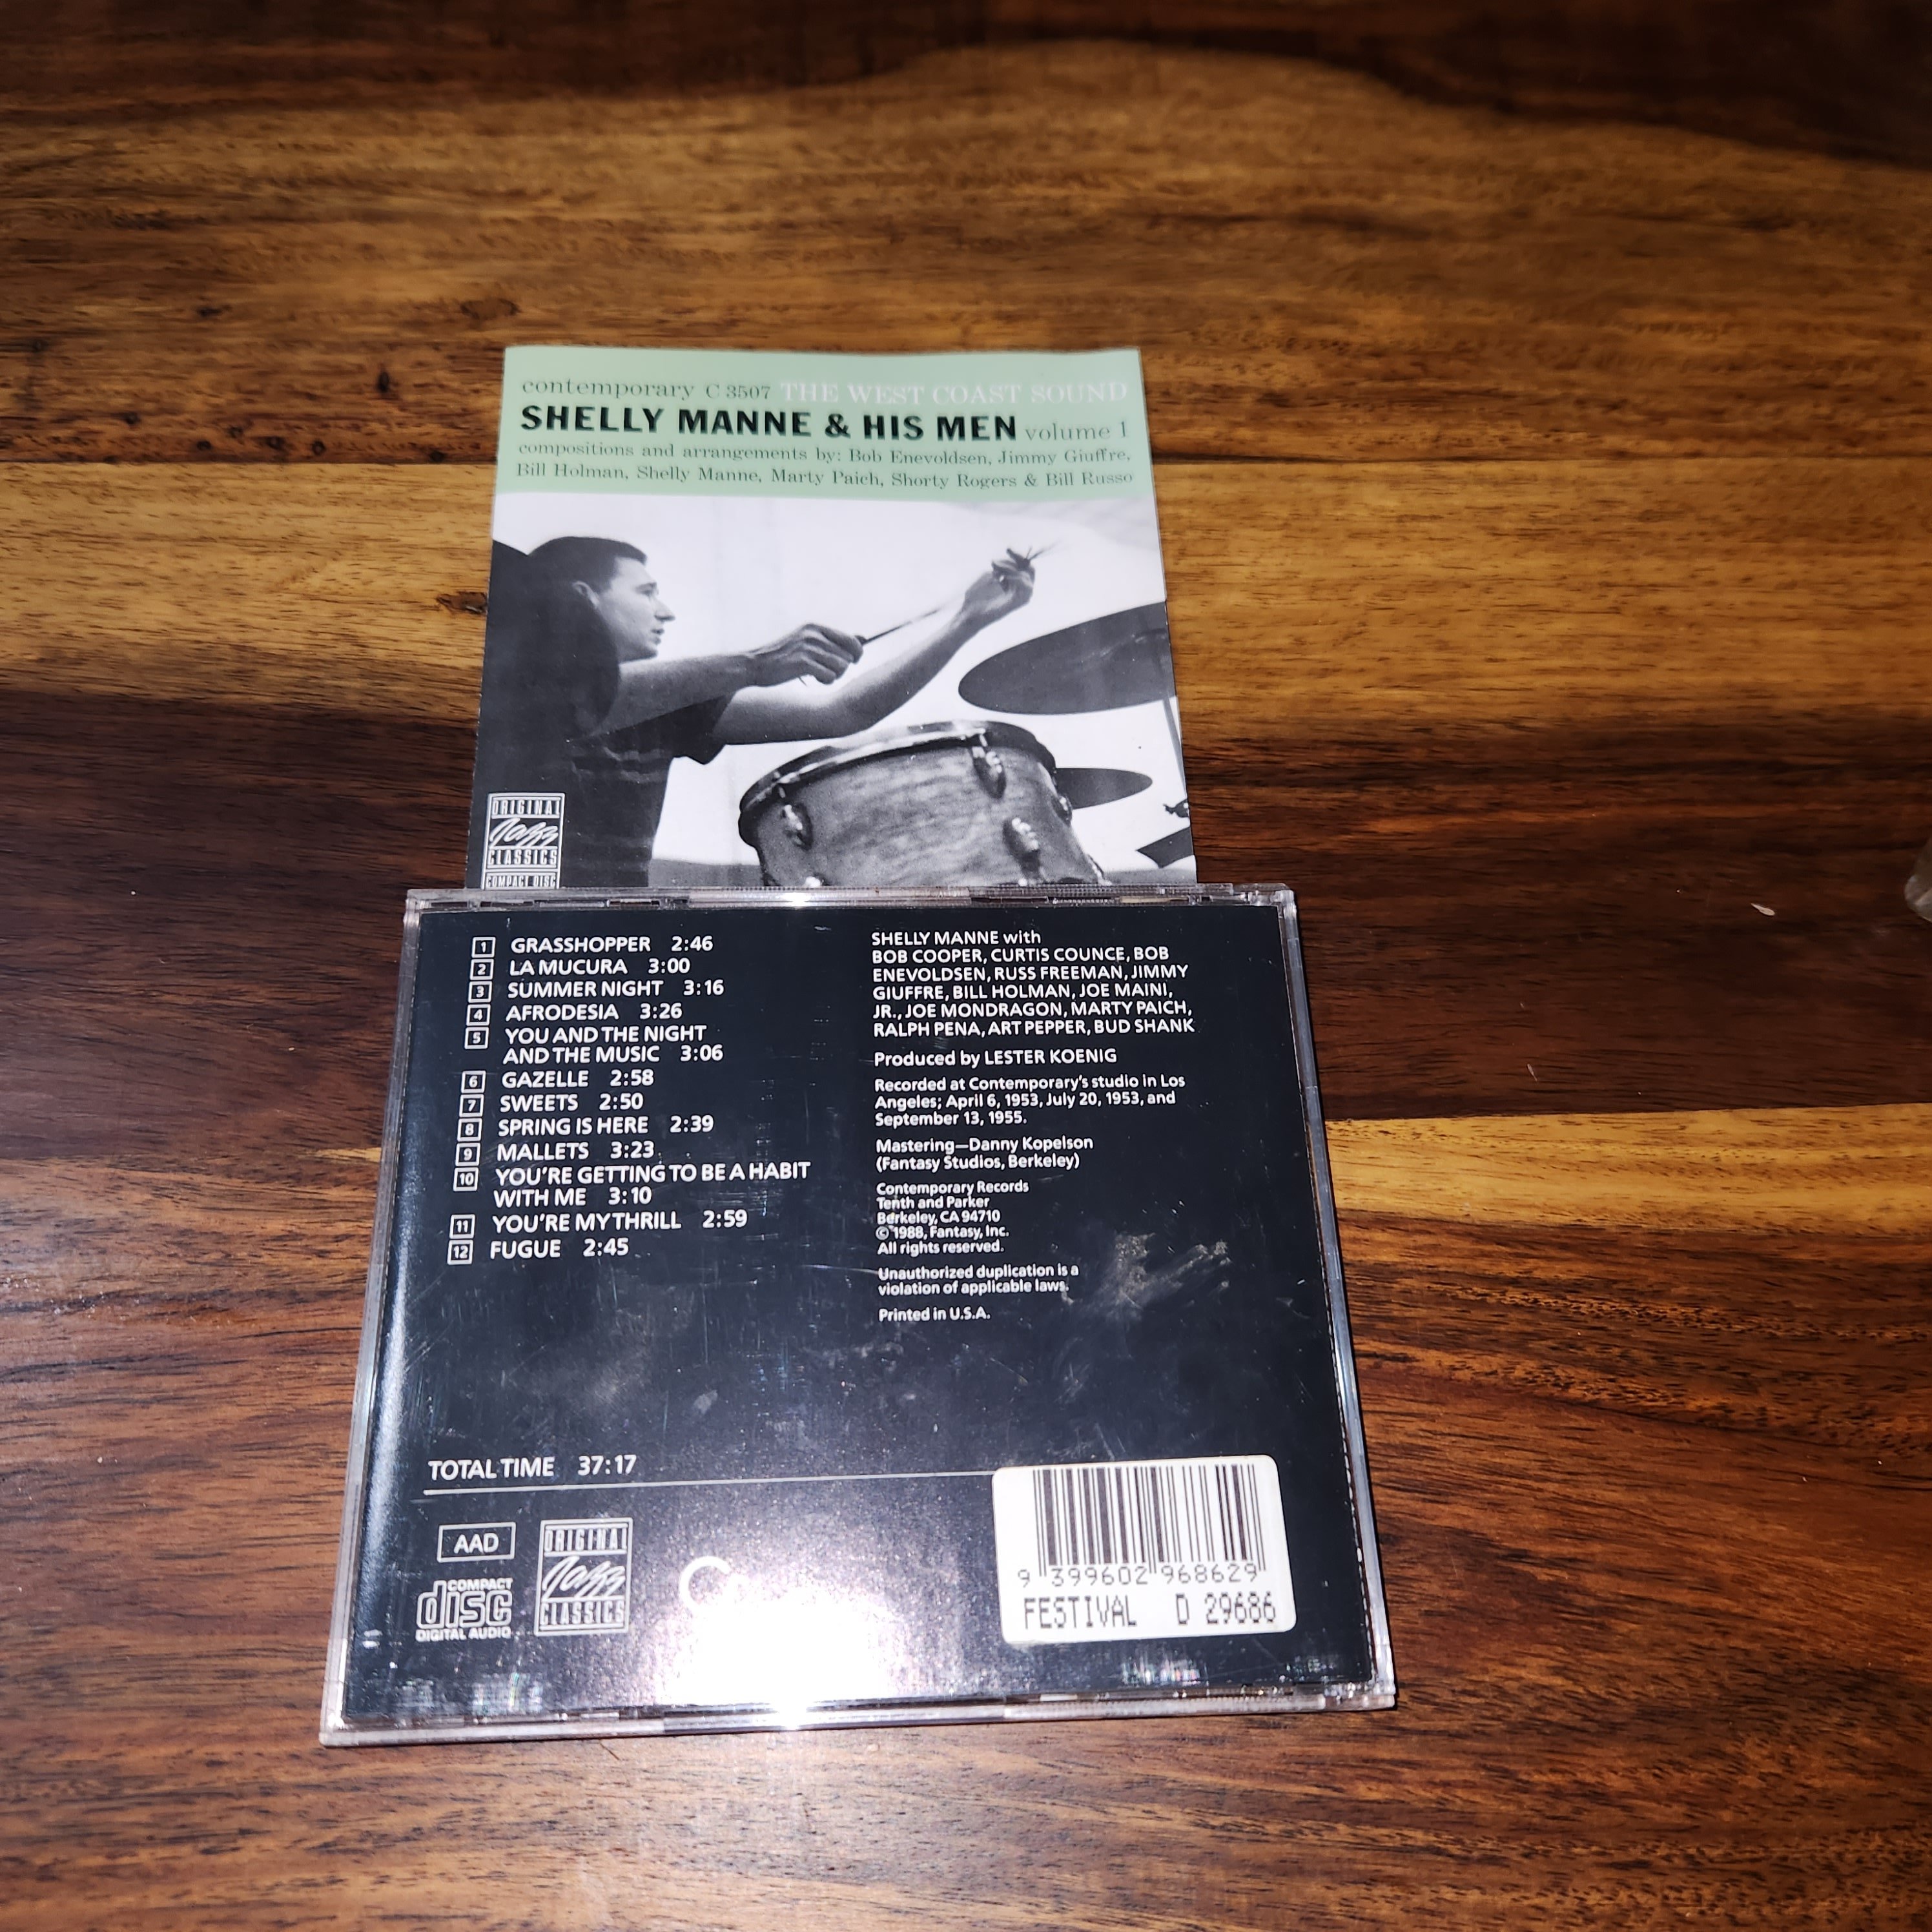 contemporary C 3507 THE WEST COAST SOUND
SHELLY MANNE & HIS MEN volume 1
compositions and arrangements by: Bob Enevoldsen, Jimmy Giuffre,
Bill Holman, Shelly Manne, Marty Paich, Shorty Rogers & Bill Russo
ORIGINAL
Jazz
CLASSICS
COMPACT DISC
1 GRASSHOPPER 2:46
2 LA MUCURA 3:00
3 SUMMER NIGHT 3:16
4 AFRODESIA 3:26
5 YOU AND THE NIGHT
AND THE MUSIC 3:06
6 GAZELLE 2:58
7 SWEETS 2:50
8 SPRING IS HERE 2:39
9 MALLETS 3:23
10 YOU'RE GETTING TO BE A HABIT
WITH ME 3:10
11 YOU'RE MY THRILL 2:59
12 FUGUE 2:45
SHELLY MANNE with
BOB COOPER, CURTIS COUNCE, BOB
ENEVOLDSEN, RUSS FREEMAN, JIMMY
GIUFFRE, BILL HOLMAN, JOE MAINI,
JR., JOE MONDRAGON, MARTY PAICH,
RALPH PENA, ART PEPPER, BUD SHANK
Produced by LESTER KOENIG
Recorded at Contemporary's studio in Los
Angeles; April 6, 1953, July 20, 1953, and
September 13, 1955.
Mastering—Danny Kopelson
(Fantasy Studios, Berkeley)
Contemporary Records
Tenth and Parker
Berkeley, CA 94710
© 1988, Fantasy, Inc.
All rights reserved.
Unauthorized duplication is a
violation of applicable laws.
Printed in U.S.A.
TOTAL TIME 37:17
AAD
COMPACT
disc
DIGITAL AUDIO
ORIGINAL
Jazz
CLASSICS
9 399602 968629
FESTIVAL D 29686